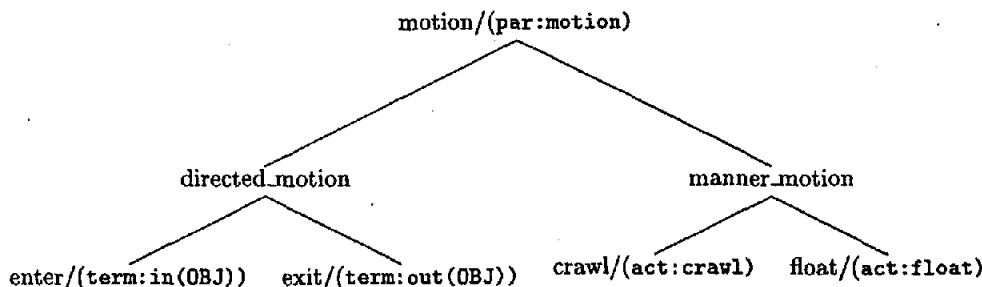 motion/(par:motion)
directed_motion manner_motion
enter/(term:in(OBJ)) exit/(term:out(OBJ)) crawl/(act:crawl) float/(act:float)